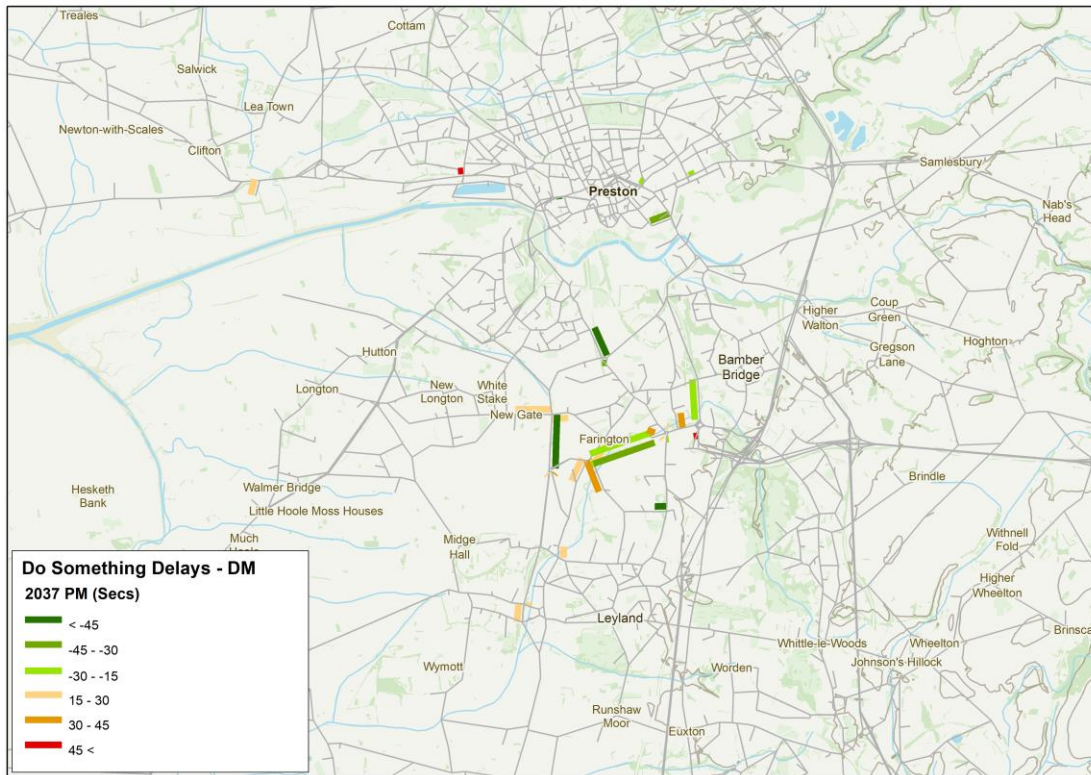 Treales
Cottam
Salwick
Lea Town
Newton-with-Scales
Clifton
Samlesbury
Preston
Nab's
Head
Higher
Walton
Coup
Green
Gregson
Lane
Hoghton
Bamber
Bridge
Hutton
Longton
New
Longton
White
Stake
New Gate
Farington
Brindle
Hesketh
Bank
Walmer Bridge
Little Hoole Moss Houses
Much
Midge
Hall
Withnell
Fold
Higher
Wheelton
Leyland
Whittle-le-Woods
Wheelton
Brinsca
Johnson's Hillock
Wymott
Worden
Runshaw
Moor
Euxton
Do Something Delays - DM
2037 PM (Secs)
< -45
-45 - -30
-30 - -15
15 - 30
30 - 45
45 <